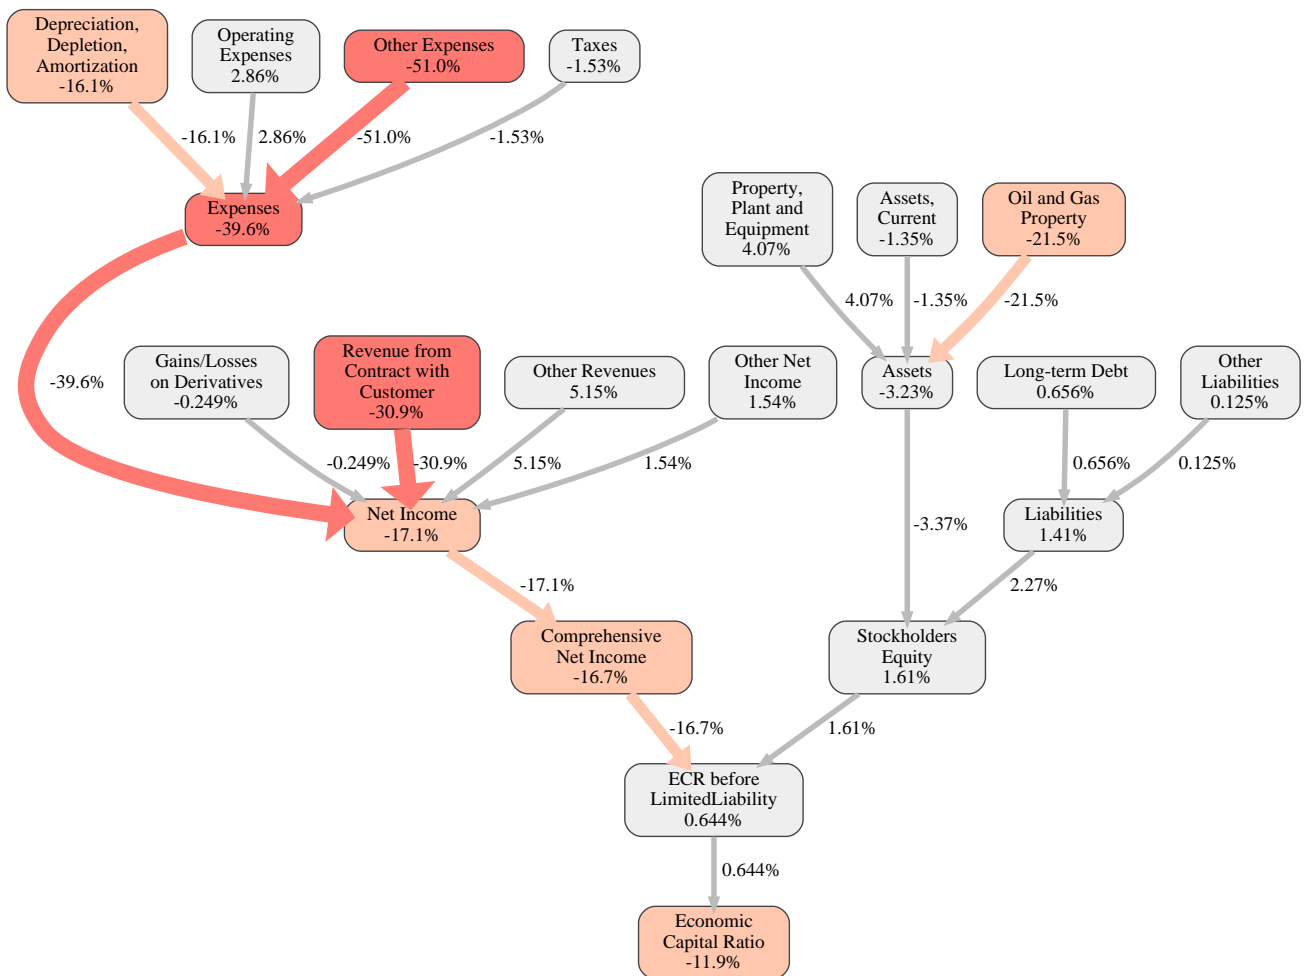 Depreciation,
Depletion,
Amortization
-16.1%
Operating
Expenses
2.86%
Other Expenses
-51.0%
Taxes
-1.53%
-16.1%
2.86%
-51.0%
-1.53%
Expenses
-39.6%
Property,
Plant and
Equipment
4.07%
Assets,
Current
-1.35%
Oil and Gas
Property
-21.5%
4.07%
-1.35%
-21.5%
-39.6%
Gains/Losses
on Derivatives
-0.249%
Revenue from
Contract with
Customer
-30.9%
Other Revenues
5.15%
Other Net
Income
1.54%
Assets
-3.23%
Long-term Debt
0.656%
Other
Liabilities
0.125%
-0.249%
-30.9%
5.15%
1.54%
0.656%
0.125%
Net Income
-17.1%
-3.37%
Liabilities
1.41%
-17.1%
2.27%
Comprehensive
Net Income
-16.7%
Stockholders
Equity
1.61%
-16.7%
1.61%
ECR before
LimitedLiability
0.644%
0.644%
Economic
Capital Ratio
-11.9%